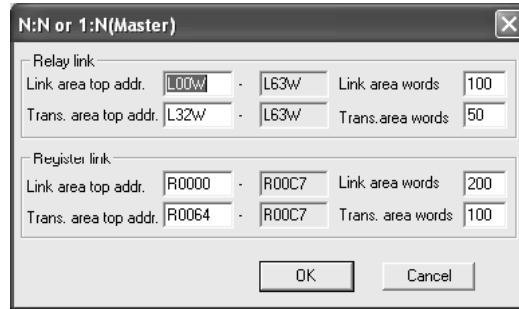 N:N or 1:N(Master)
Relay link
Link area top addr. L00W - L63W Link area words 100
Trans. area top addr. L32W - L63W Trans.area words 50
Register link
Link area top addr. R0000 - R00C7 Link area words 200
Trans. area top addr. R0064 - R00C7 Trans. area words 100
OK Cancel